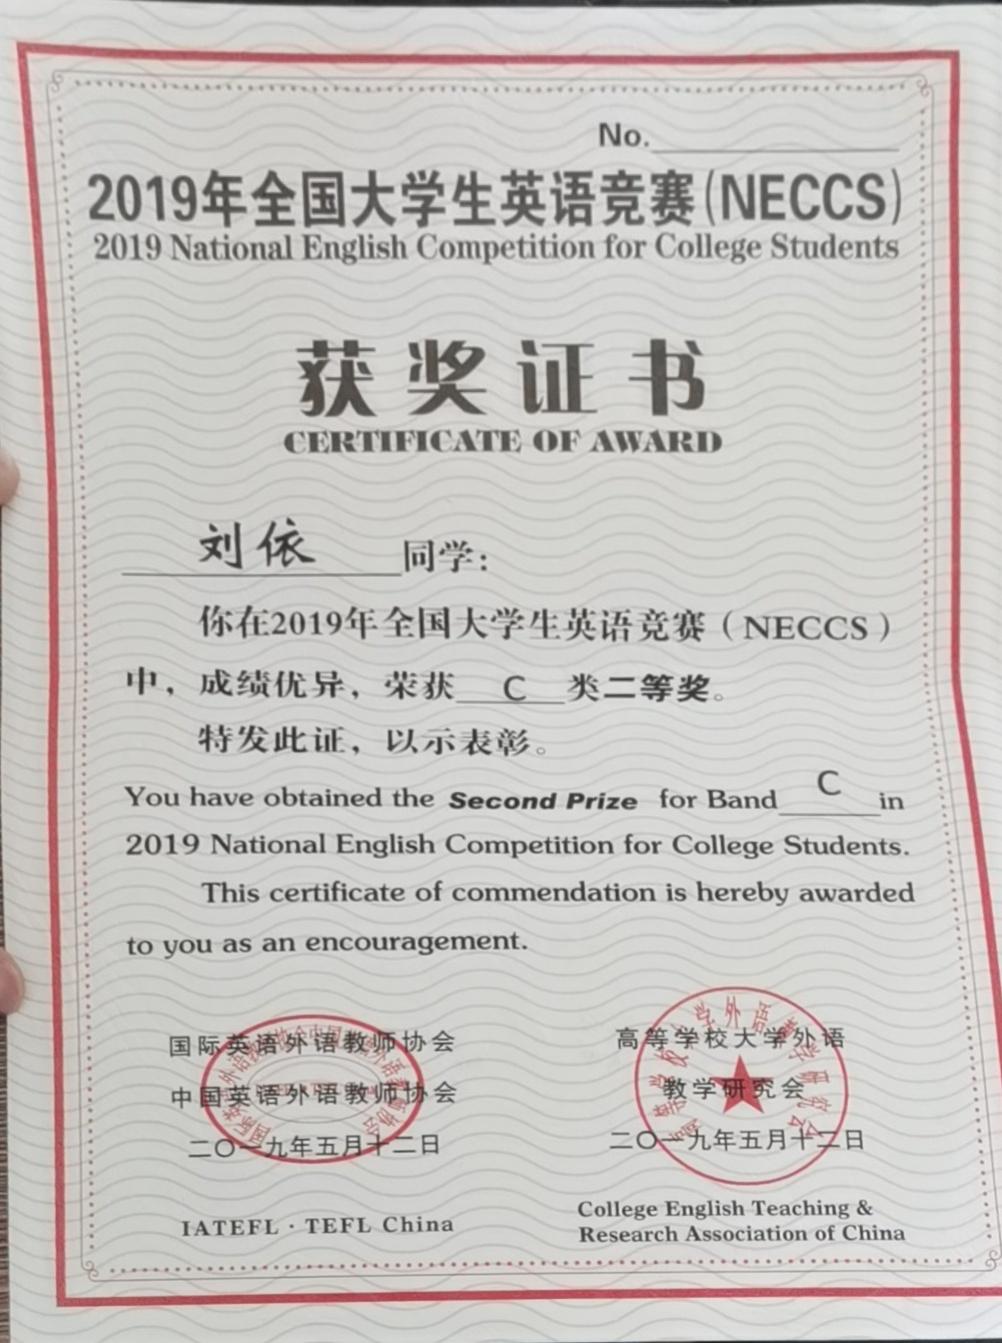 No.
2019年全国大学生英语竞赛(NECCS)
2019 National English Competition for College Students
获奖证书
CERTIFICATE OF AWARD
刘依 同学:
你在2019年全国大学生英语竞赛(NECCS)
中，成绩优异，荣获 C 类二等奖。
特发此证，以示表彰。
You have obtained the Second Prize for Band C in
2019 National English Competition for College Students.
This certificate of commendation is hereby awarded
to you as an encouragement.
国际英语外语教师协会
中国英语外语教师协会
二〇一九年五月十二日
IATEFL · TEFL China
高等学校大学外语
教学研究会
二〇一九年五月十二日
College English Teaching &
Research Association of China